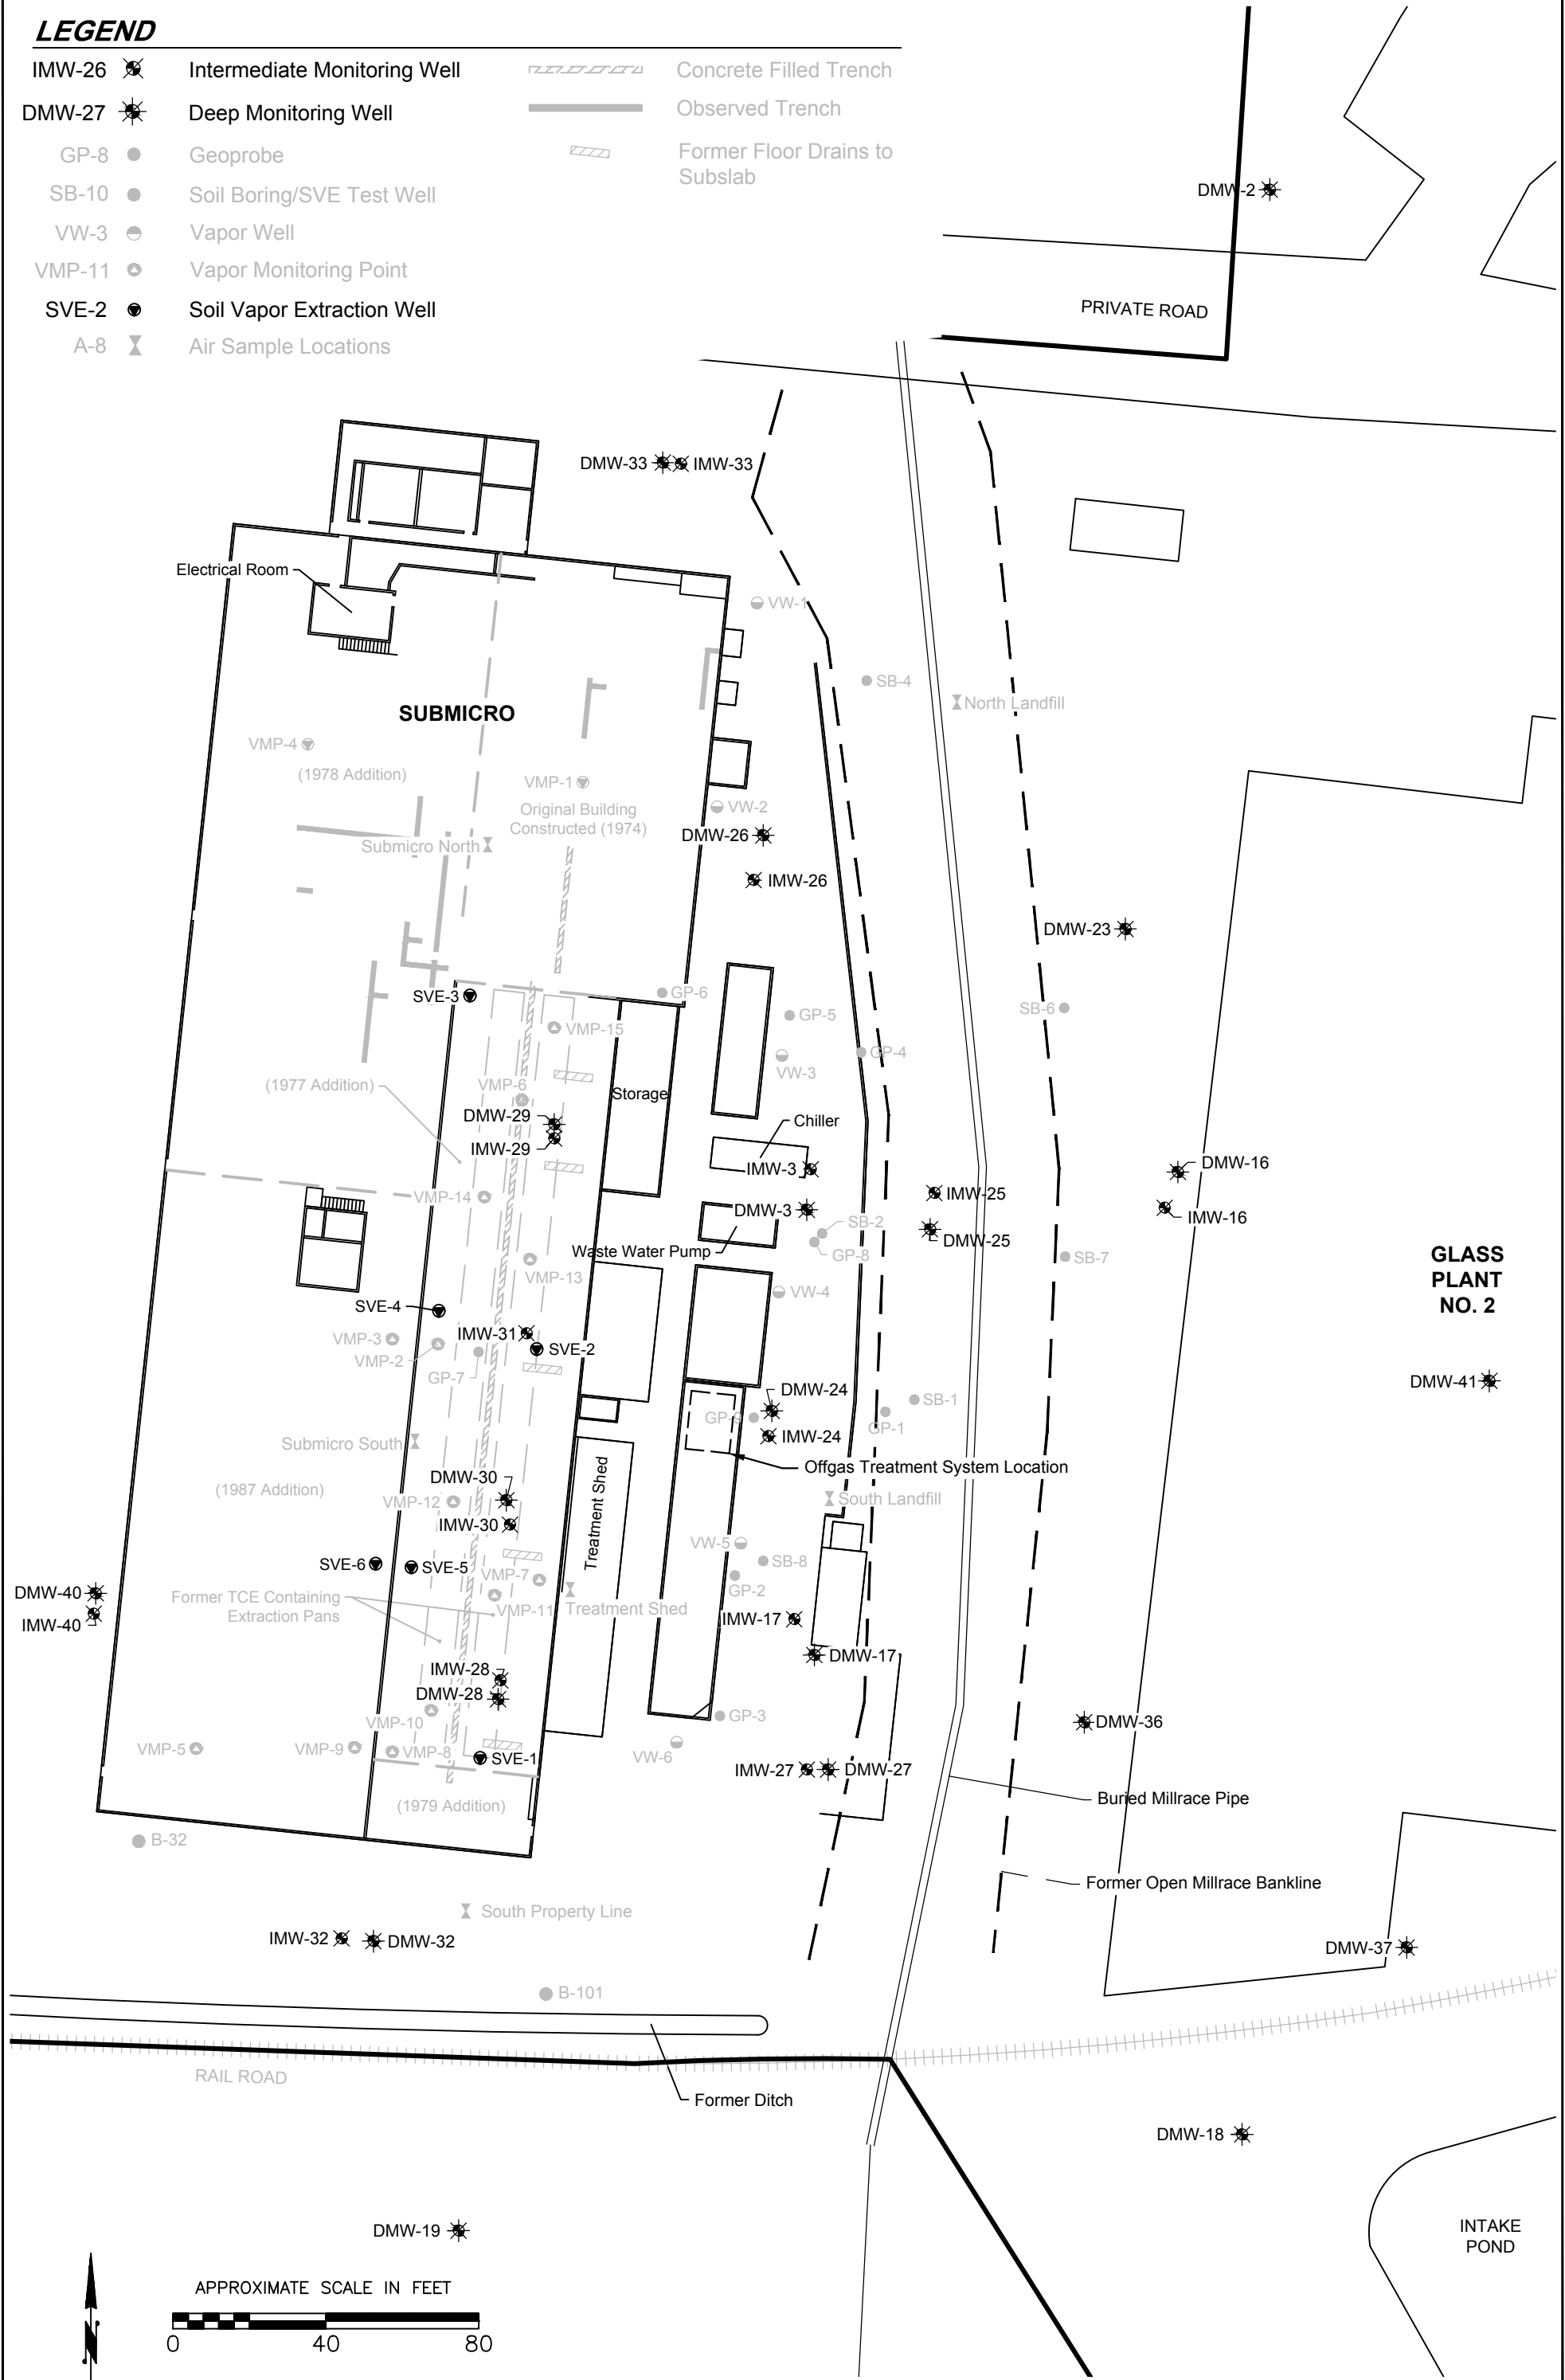 LEGEND
IMW-26 Intermediate Monitoring Well
DMW-27 Deep Monitoring Well
GP-8 Geoprobe
SB-10 Soil Boring/SVE Test Well
VW-3 Vapor Well
VMP-11 Vapor Monitoring Point
SVE-2 Soil Vapor Extraction Well
A-8 Air Sample Locations
Concrete Filled Trench
Observed Trench
Former Floor Drains to
Subslab
DMW-2
PRIVATE ROAD
DMW-33 IMW-33
Electrical Room
VW-1
SB-4
North Landfill
SUBMICRO
VMP-4
(1978 Addition)
VMP-1
Original Building
Constructed (1974)
VW-2
DMW-26
Submicro North
IMW-26
DMW-23
SVE-3
GP-6
GP-5
SB-6
VMP-15
GP-4
VW-3
(1977 Addition)
VMP-6
Storage
DMW-29
Chiller
IMW-29
IMW-3
DMW-16
VMP-14
IMW-25
DMW-3
IMW-16
SB-2
DMW-25
Waste Water Pump
GP-8
SB-7
GLASS
PLANT
NO. 2
VMP-13
VW-4
SVE-4
IMW-31
VMP-3
SVE-2
VMP-2
GP-7
DMW-41
DMW-24
SB-1
GP-9
GP-1
IMW-24
Submicro South
Offgas Treatment System Location
DMW-30
(1987 Addition)
VMP-12
South Landfill
IMW-30
Treatment Shed
VW-5
SVE-6
SVE-5
SB-8
VMP-7
GP-2
DMW-40
Former TCE Containing
Extraction Pans
VMP-11
Treatment Shed
IMW-40
IMW-17
DMW-17
IMW-28
DMW-28
VMP-10
GP-3
DMW-36
VMP-5
VMP-9
VMP-8
SVE-1
VW-6
IMW-27 DMW-27
Buried Millrace Pipe
(1979 Addition)
B-32
Former Open Millrace Bankline
South Property Line
IMW-32 DMW-32
DMW-37
B-101
RAIL ROAD
Former Ditch
DMW-18
DMW-19
INTAKE
POND
APPROXIMATE SCALE IN FEET
0 40 80
N